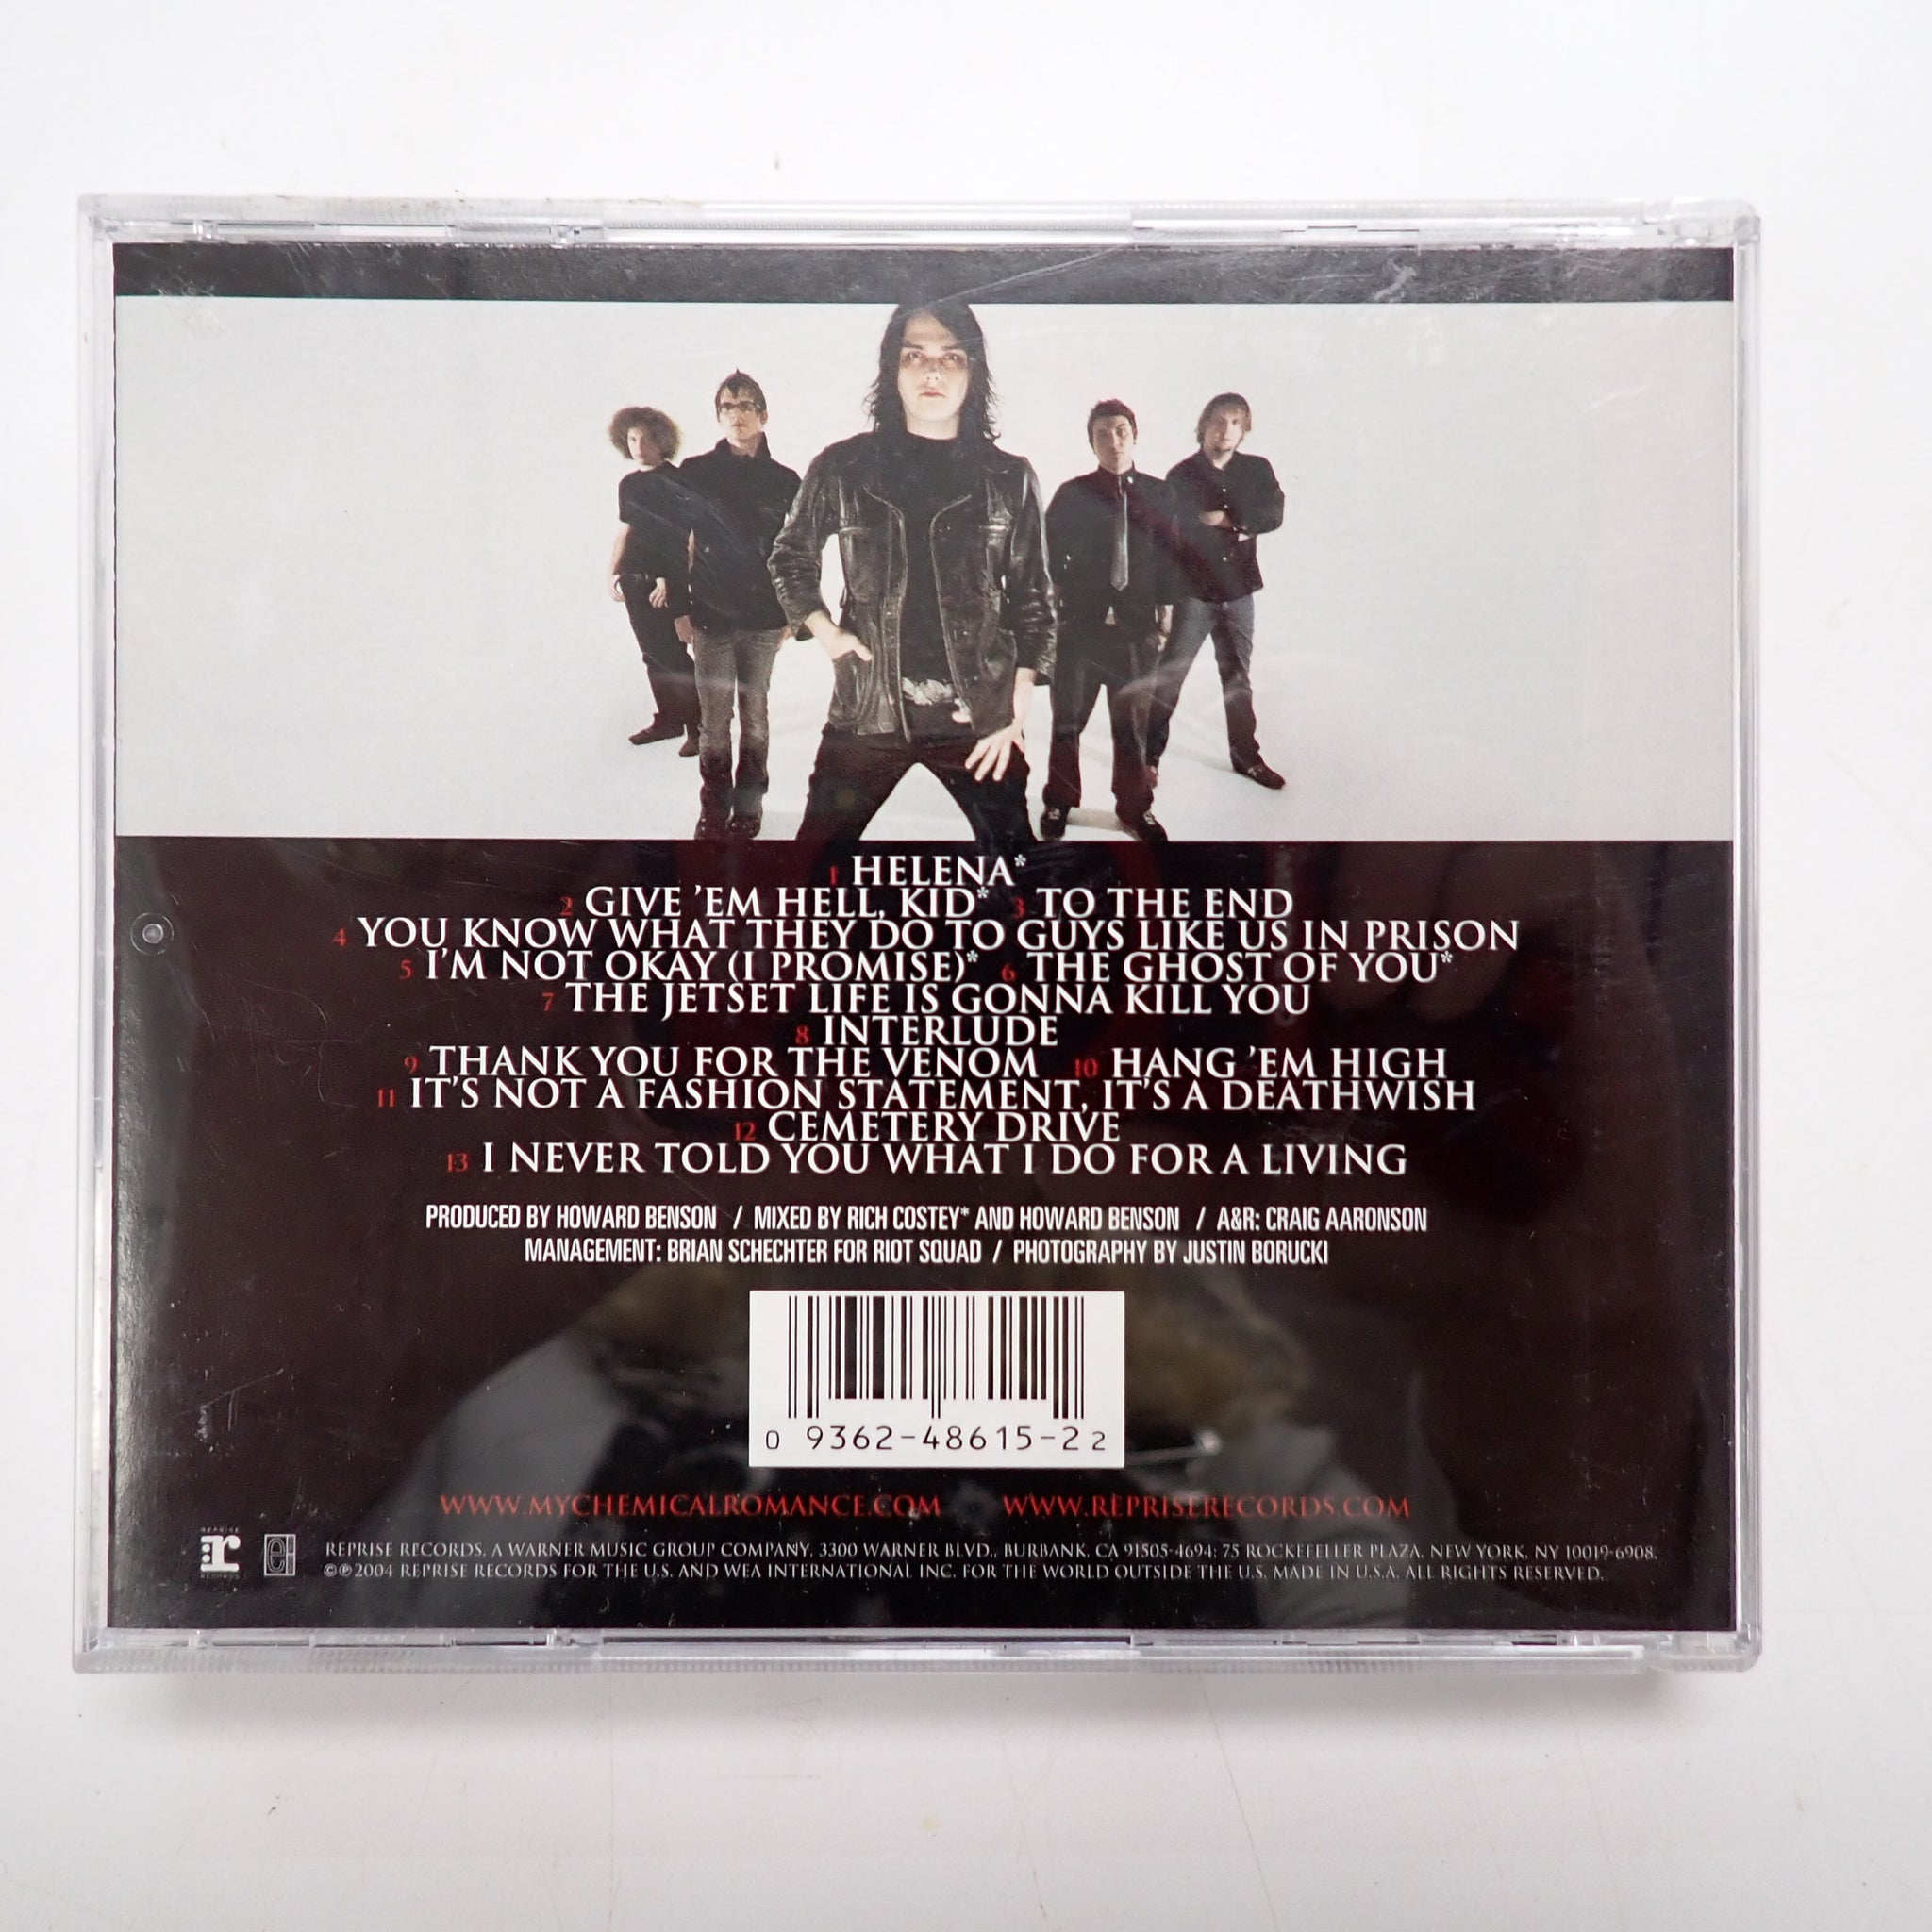 1 HELENA*
2 GIVE 'EM HELL, KID* 3 TO THE END
4 YOU KNOW WHAT THEY DO TO GUYS LIKE US IN PRISON
5 I'M NOT OKAY (I PROMISE)* 6 THE GHOST OF YOU*
7 THE JETSET LIFE IS GONNA KILL YOU
8 INTERLUDE
9 THANK YOU FOR THE VENOM 10 HANG 'EM HIGH
11 IT'S NOT A FASHION STATEMENT, IT'S A DEATHWISH
12 CEMETERY DRIVE
13 I NEVER TOLD YOU WHAT I DO FOR A LIVING
PRODUCED BY HOWARD BENSON / MIXED BY RICH COSTEY* AND HOWARD BENSON / A&R: CRAIG AARONSON
MANAGEMENT: BRIAN SCHECHTER FOR RIOT SQUAD / PHOTOGRAPHY BY JUSTIN BORUCKI
0 9362-48615-2 2
WWW.MYCHEMICALROMANCE.COM WWW.REPRISERECORDS.COM
REPRISE r RECORDS
e
REPRISE RECORDS, A WARNER MUSIC GROUP COMPANY, 3300 WARNER BLVD., BURBANK, CA 91505-4694; 75 ROCKEFELLER PLAZA, NEW YORK, NY 10019-6908.
©℗2004 REPRISE RECORDS FOR THE U.S. AND WEA INTERNATIONAL INC. FOR THE WORLD OUTSIDE THE U.S. MADE IN U.S.A. ALL RIGHTS RESERVED.